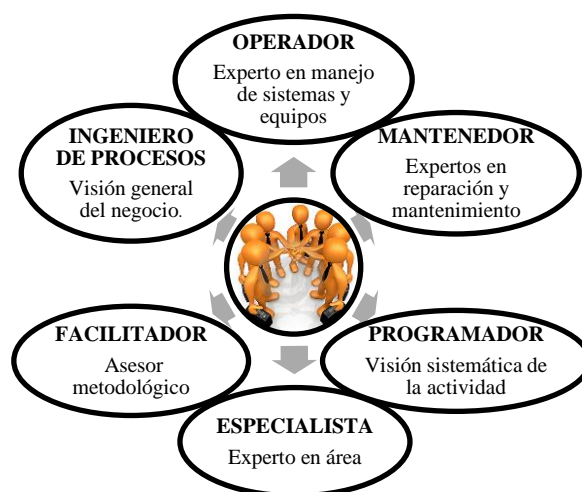 OPERADOR
Experto en manejo
de sistemas y
equipos
MANTENEDOR
Expertos en
reparación y
mantenimiento
PROGRAMADOR
Visión sistemática de
la actividad
ESPECIALISTA
Experto en área
FACILITADOR
Asesor
metodológico
INGENIERO
DE PROCESOS
Visión general
del negocio.